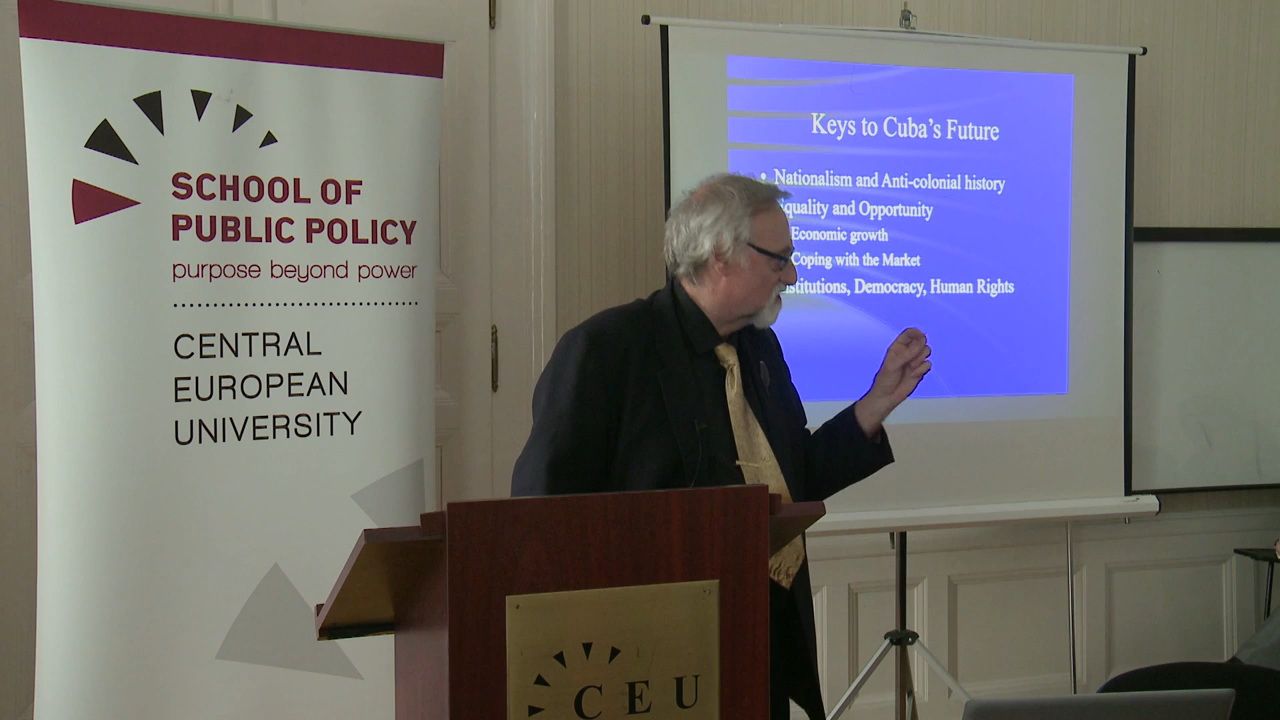 SCHOOL OF
PUBLIC POLICY
purpose beyond power
CENTRAL
EUROPEAN
UNIVERSITY
Keys to Cuba's Future
• Nationalism and Anti-colonial history
quality and Opportunity
Economic growth
Coping with the Market
stitutions, Democracy, Human Rights
CEU